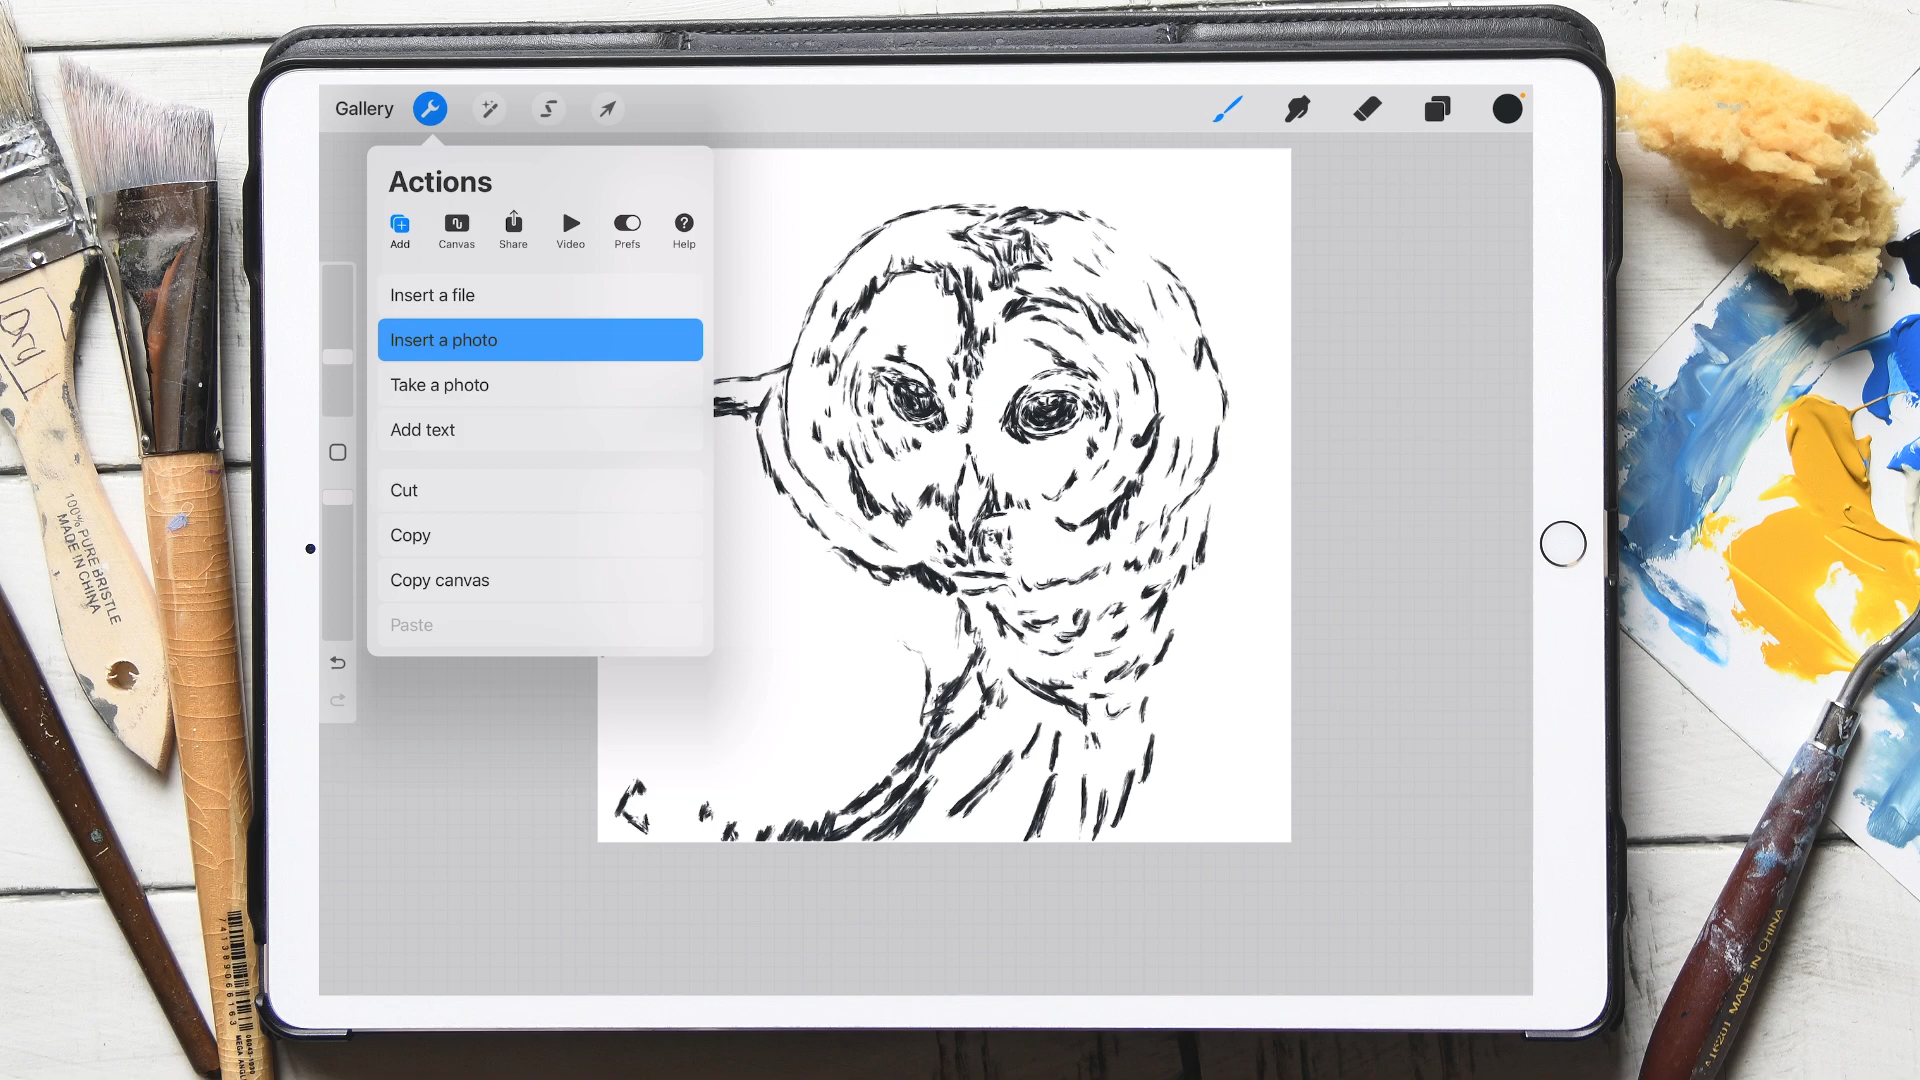 Gallery
Actions
Add
Canvas
Share
Video
Prefs
Help
Insert a file
Insert a photo
Take a photo
Add text
Cut
Copy
Copy canvas
Paste
Dry
100% PURE BRISTLE
MADE IN CHINA
MADE IN CHINA